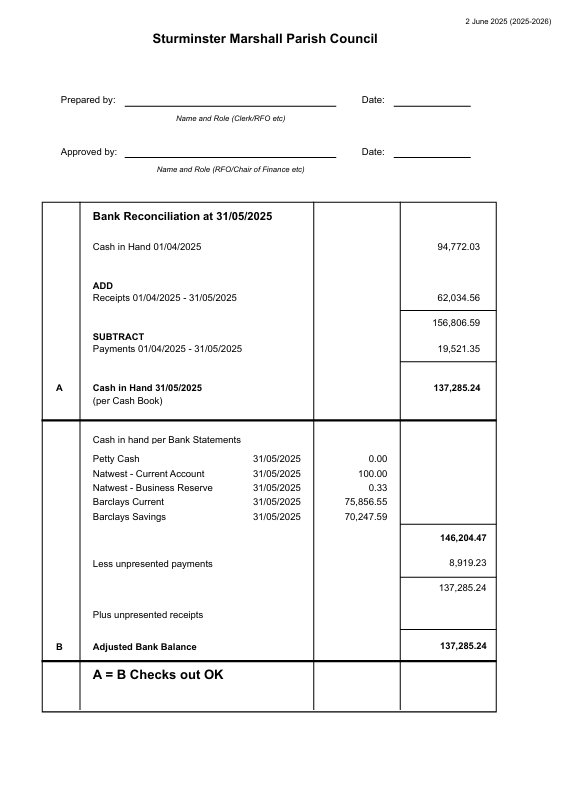 2 June 2025 (2025-2026)
Sturminster Marshall Parish Council
Prepared by: Date:
Name and Role (Clerk/RFO etc)
Approved by: Date:
Name and Role (RFO/Chair of Finance etc)
Bank Reconciliation at 31/05/2025
Cash in Hand 01/04/2025 94,772.03
ADD
Receipts 01/04/2025 - 31/05/2025 62,034.56
156,806.59
SUBTRACT
Payments 01/04/2025 - 31/05/2025 19,521.35
A Cash in Hand 31/05/2025 137,285.24
(per Cash Book)
Cash in hand per Bank Statements
Petty Cash 31/05/2025 0.00
Natwest - Current Account 31/05/2025 100.00
Natwest - Business Reserve 31/05/2025 0.33
Barclays Current 31/05/2025 75,856.55
Barclays Savings 31/05/2025 70,247.59
146,204.47
Less unpresented payments 8,919.23
137,285.24
Plus unpresented receipts
B Adjusted Bank Balance 137,285.24
A = B Checks out OK